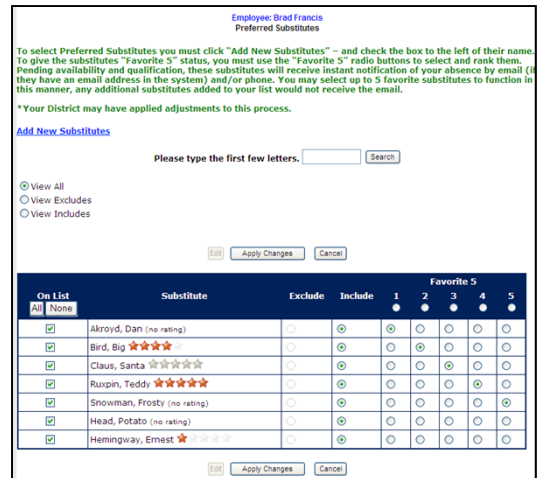 Employee: Brad Francis
Preferred Substitutes
To select Preferred Substitutes you must click "Add New Substitutes" – and check the box to the left of their name.
To give the substitutes "Favorite 5" status, you must use the "Favorite 5" radio buttons to select and rank them.
Pending availability and qualification, these substitutes will receive instant notification of your absence by email (if
they have an email address in the system) and/or phone. You may select up to 5 favorite substitutes to function in
this manner, any additional substitutes added to your list would not receive the email.
*Your District may have applied adjustments to this process.
Add New Substitutes
Please type the first few letters. Search
View All
View Excludes
View Includes
Edit Apply Changes Cancel
Favorite 5
On List Substitute Exclude Include 1 2 3 4 5
All None
Akroyd, Dan (no rating)
Bird, Big
Claus, Santa
Ruxpin, Teddy
Snowman, Frosty (no rating)
Head, Potato (no rating)
Hemingway, Ernest
Edit Apply Changes Cancel